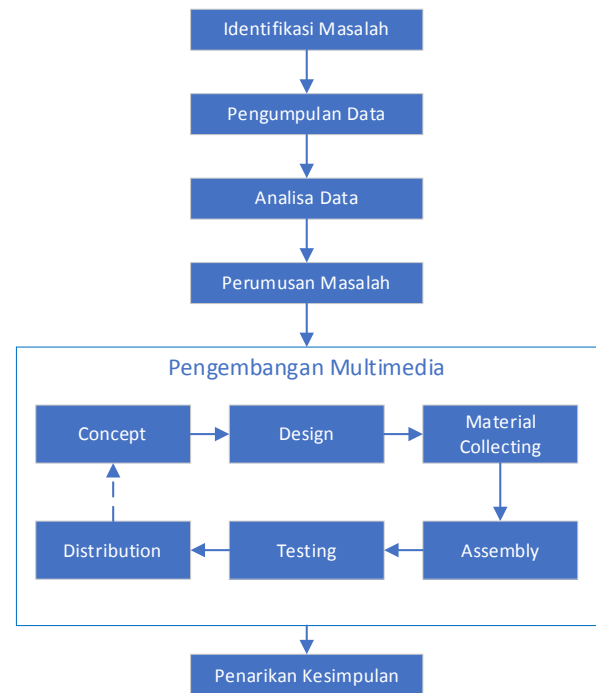 Identifikasi Masalah
Pengumpulan Data
Analisa Data
Perumusan Masalah
Pengembangan Multimedia
Concept
Design
Material
Collecting
Distribution
Testing
Assembly
Penarikan Kesimpulan